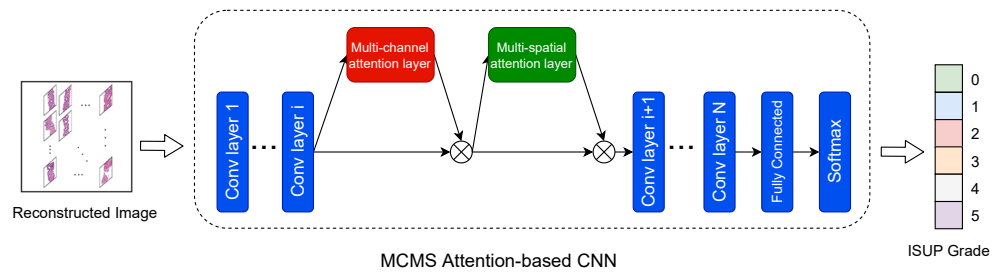 Multi-channel
attention layer
Multi-spatial
attention layer
Conv layer 1
...
Conv layer i
Conv layer i+1
...
Conv layer N
Fully Connected
Softmax
0
1
2
3
4
5
Reconstructed Image
ISUP Grade
MCMS Attention-based CNN